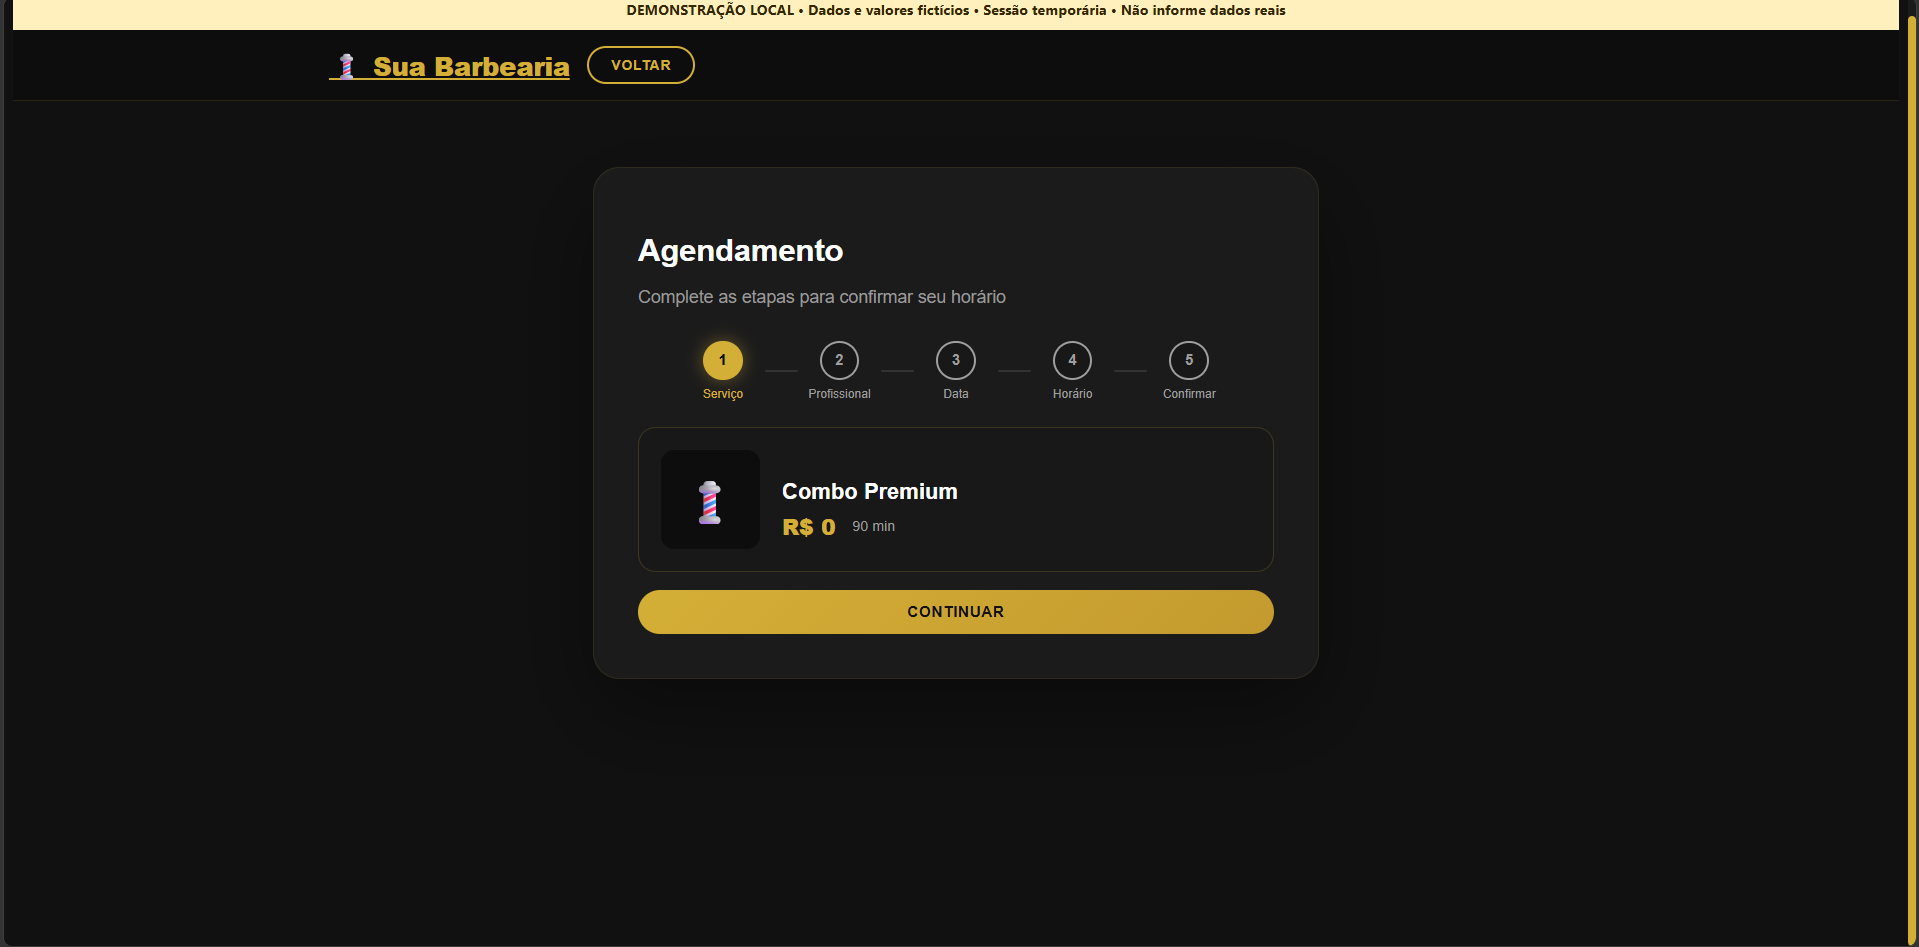 DEMONSTRAÇÃO LOCAL • Dados e valores fictícios • Sessão temporária • Não informe dados reais
Sua Barbearia
VOLTAR
Agendamento
Complete as etapas para confirmar seu horário
1 2 3 4 5
Serviço Profissional Data Horário Confirmar
Combo Premium
R$ 0 90 min
CONTINUAR